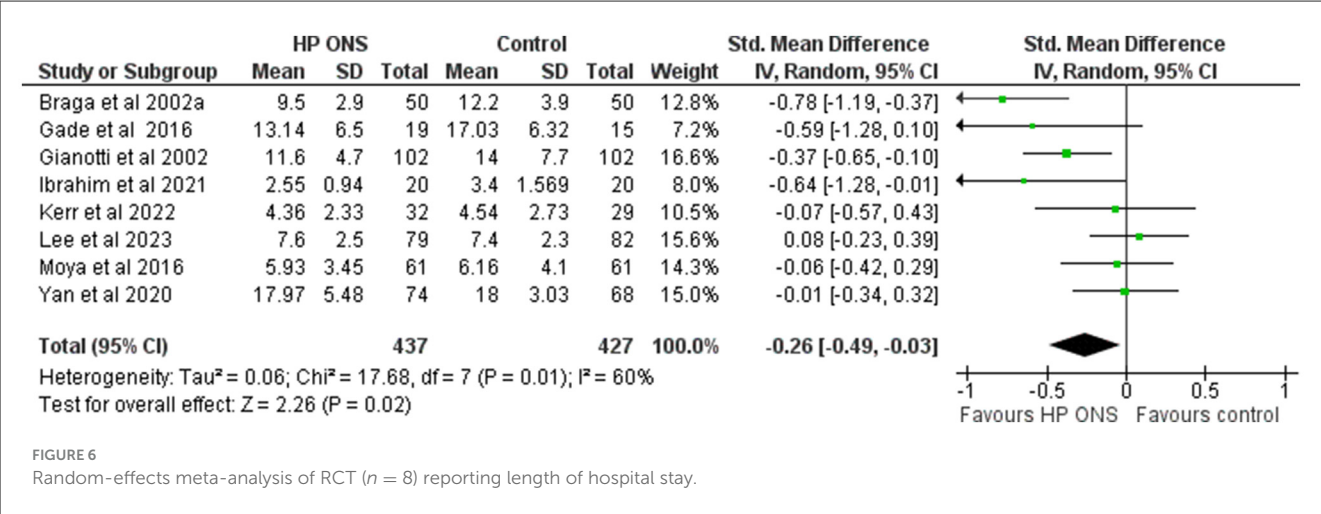 HP ONS Control Std. Mean Difference Std. Mean Difference
Study or Subgroup Mean SD Total Mean SD Total Weight IV, Random, 95% CI IV, Random, 95% CI
Braga et al 2002a 9.5 2.9 50 12.2 3.9 50 12.8% -0.78 [-1.19, -0.37]
Gade et al 2016 13.14 6.5 19 17.03 6.32 15 7.2% -0.59 [-1.28, 0.10]
Gianotti et al 2002 11.6 4.7 102 14 7.7 102 16.6% -0.37 [-0.65, -0.10]
Ibrahim et al 2021 2.55 0.94 20 3.4 1.569 20 8.0% -0.64 [-1.28, -0.01]
Kerr et al 2022 4.36 2.33 32 4.54 2.73 29 10.5% -0.07 [-0.57, 0.43]
Lee et al 2023 7.6 2.5 79 7.4 2.3 82 15.6% 0.08 [-0.23, 0.39]
Moya et al 2016 5.93 3.45 61 6.16 4.1 61 14.3% -0.06 [-0.42, 0.29]
Yan et al 2020 17.97 5.48 74 18 3.03 68 15.0% -0.01 [-0.34, 0.32]
Total (95% CI) 437 427 100.0% -0.26 [-0.49, -0.03]
Heterogeneity: Tau² = 0.06; Chi² = 17.68, df = 7 (P = 0.01); I² = 60%
Test for overall effect: Z = 2.26 (P = 0.02)
-1 -0.5 0 0.5 1
Favours HP ONS Favours control
FIGURE 6
Random-effects meta-analysis of RCT (n = 8) reporting length of hospital stay.